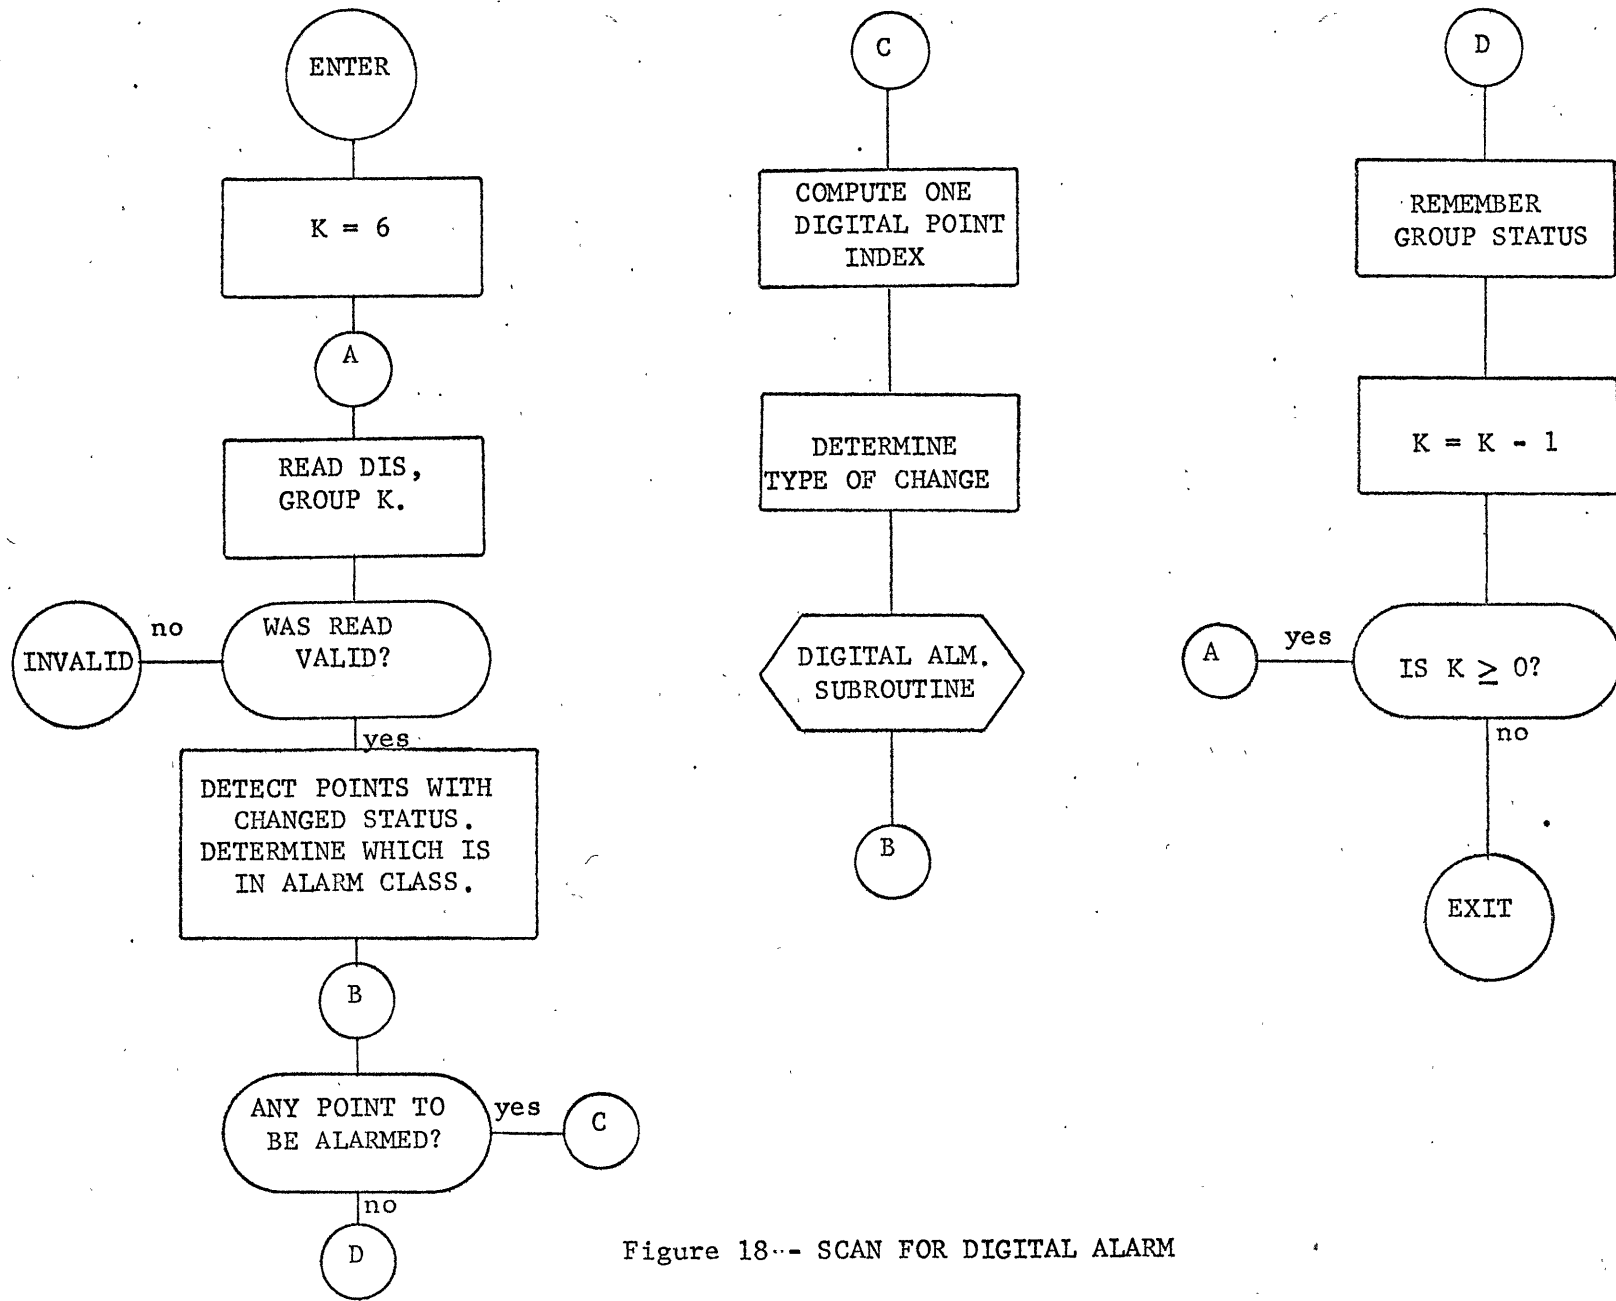 ENTER
K = 6
A
READ DIS,
GROUP K.
WAS READ
VALID?
no
INVALID
yes
DETECT POINTS WITH
CHANGED STATUS.
DETERMINE WHICH IS
IN ALARM CLASS.
B
ANY POINT TO
BE ALARMED?
yes
C
no
D
C
COMPUTE ONE
DIGITAL POINT
INDEX
DETERMINE
TYPE OF CHANGE
DIGITAL ALM.
SUBROUTINE
B
D
REMEMBER
GROUP STATUS
K = K - 1
IS K ≥ 0?
yes
A
no
EXIT
Figure 18 -- SCAN FOR DIGITAL ALARM